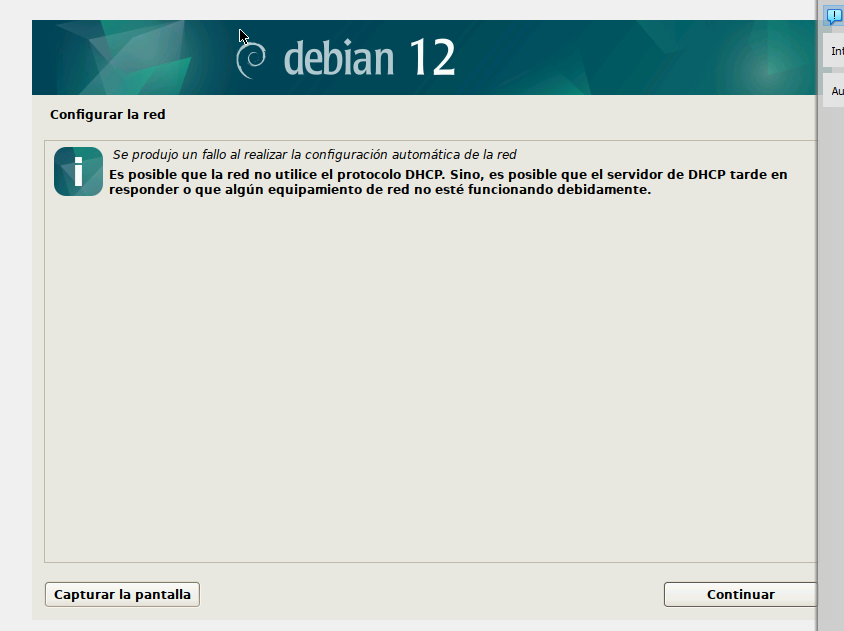 debian 12
Configurar la red
Se produjo un fallo al realizar la configuración automática de la red
Es posible que la red no utilice el protocolo DHCP. Sino, es posible que el servidor de DHCP tarde en
responder o que algún equipamiento de red no esté funcionando debidamente.
Capturar la pantalla
Continuar
Int
Au